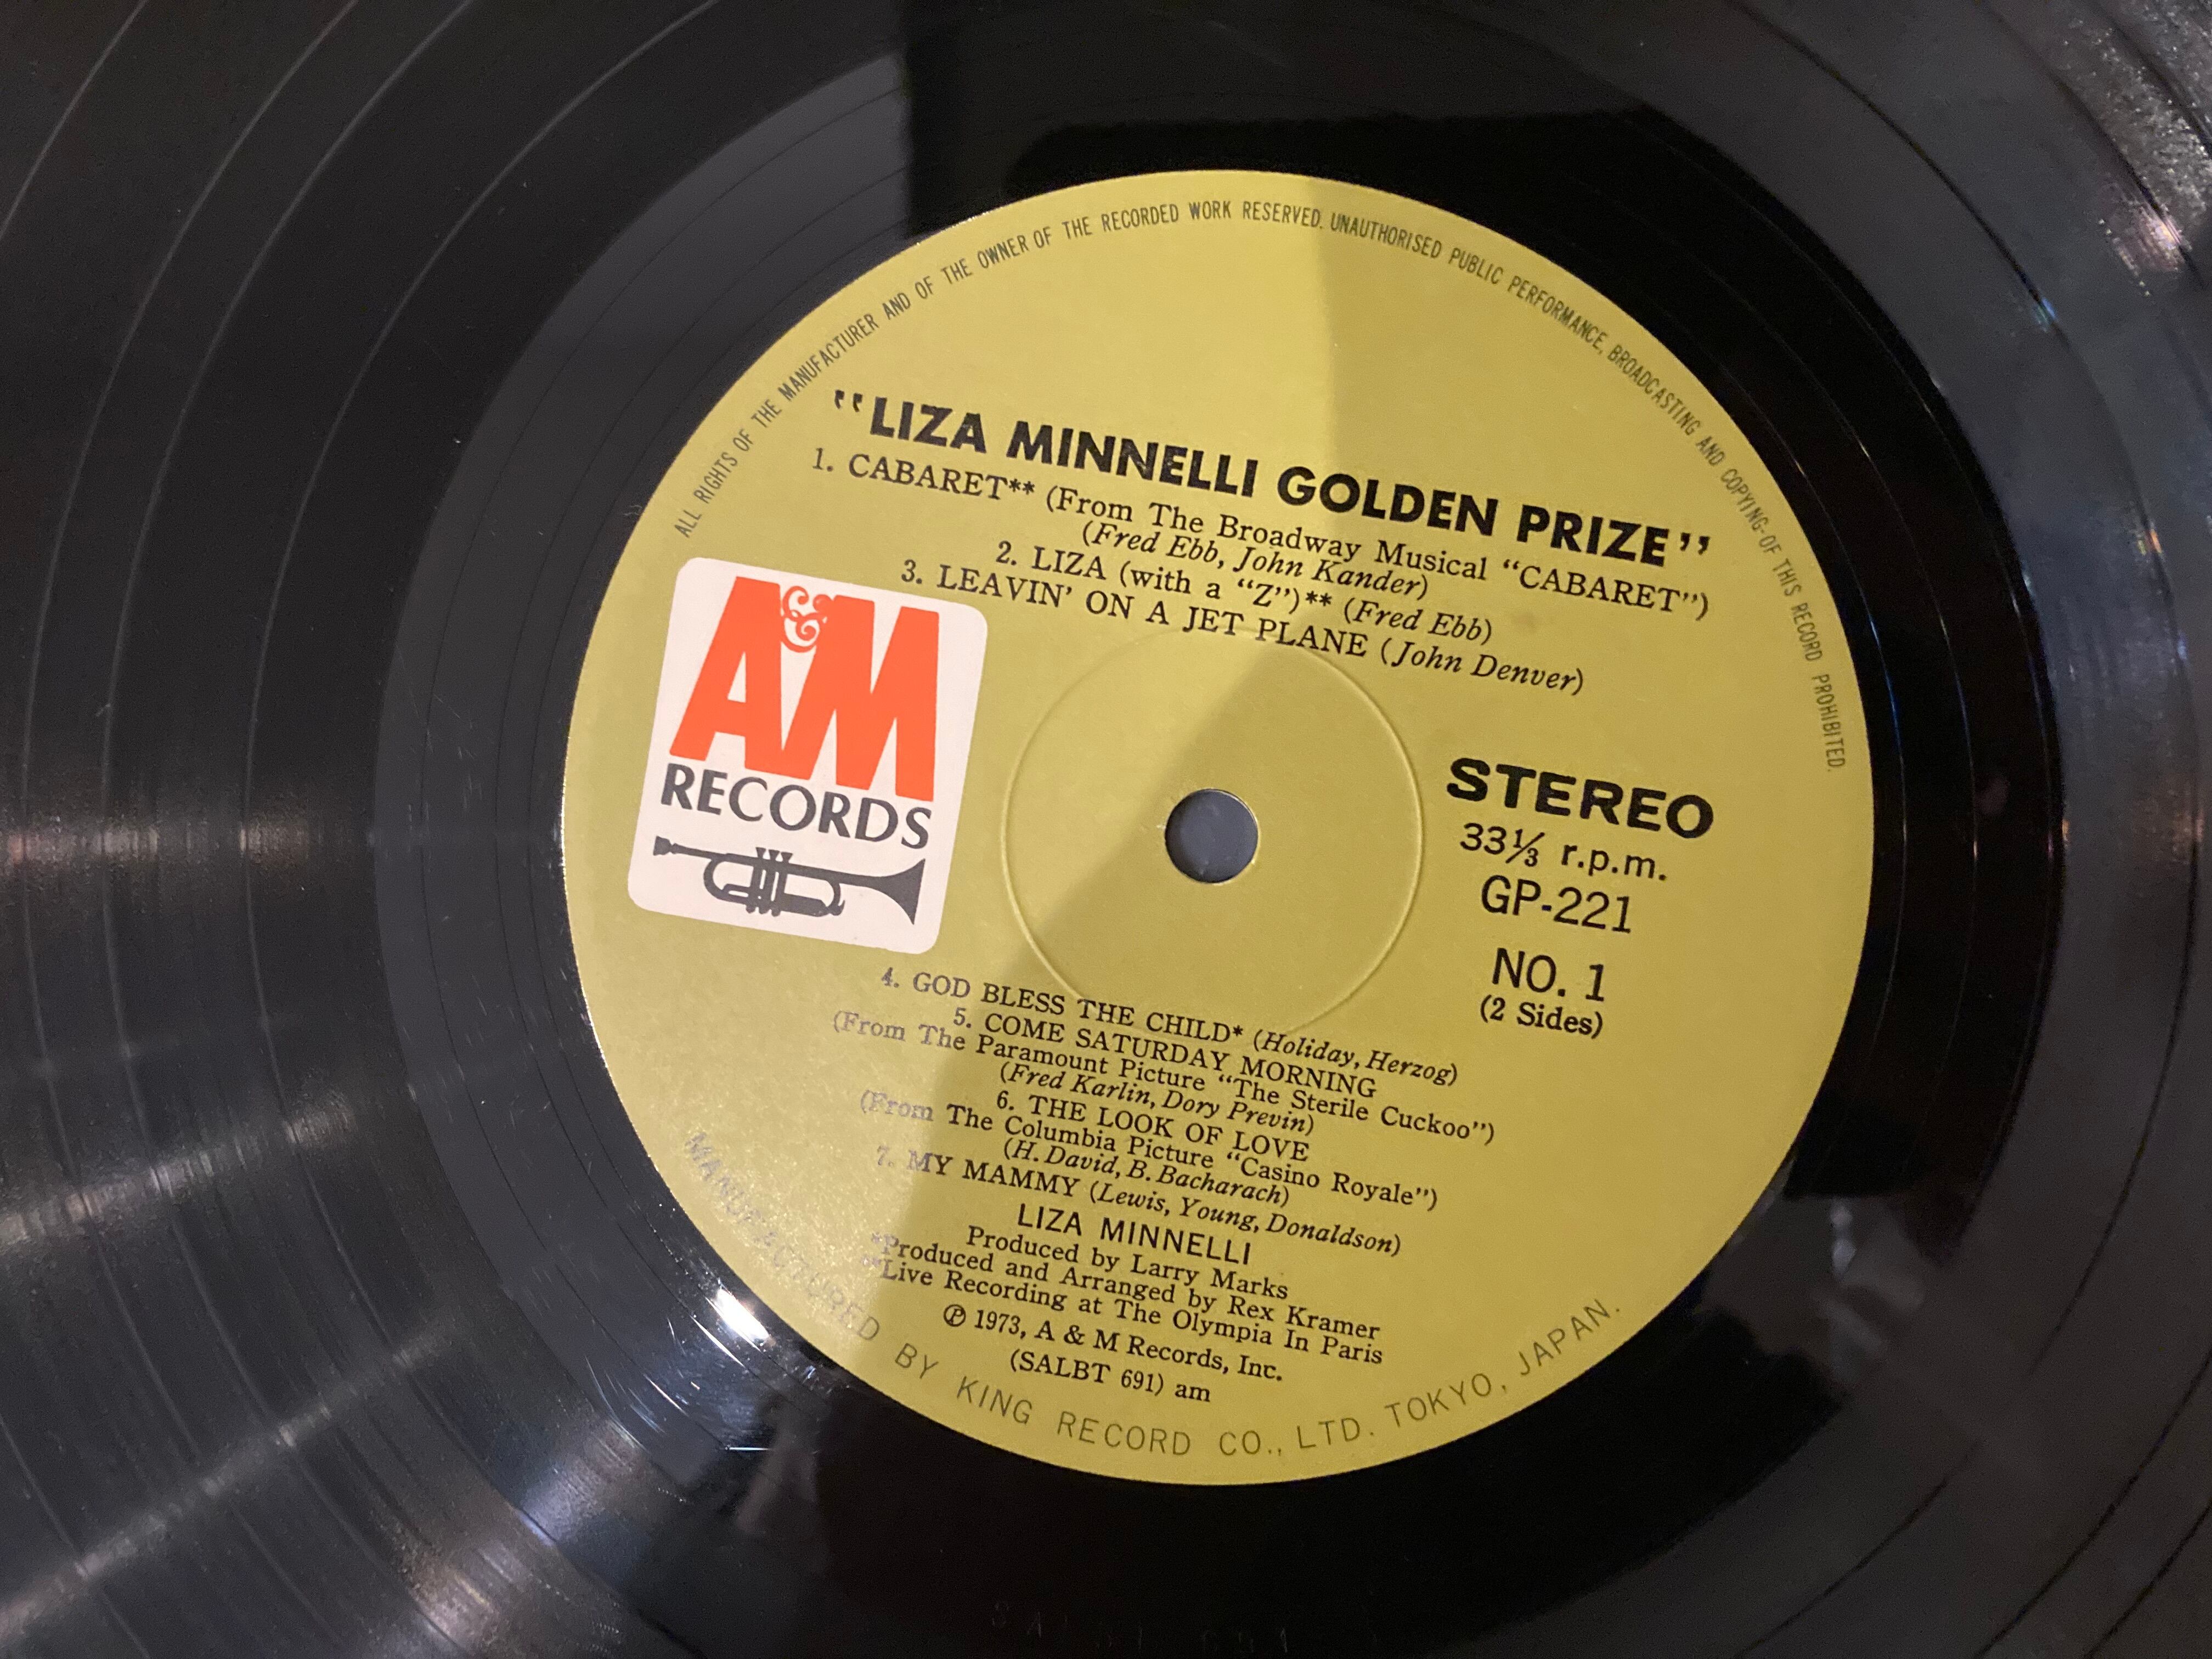 ALL RIGHTS OF THE MANUFACTURER AND OF THE OWNER OF THE RECORDED WORK RESERVED. UNAUTHORISED PUBLIC PERFORMANCE, BROADCASTING AND COPYING-OF THIS RECORD PROHIBITED.
"LIZA MINNELLI GOLDEN PRIZE"
1. CABARET** (From The Broadway Musical "CABARET")
(Fred Ebb, John Kander)
2. LIZA (with a "Z")** (Fred Ebb)
3. LEAVIN' ON A JET PLANE (John Denver)
A&M
RECORDS
STEREO
33⅓ r.p.m.
GP-221
NO. 1
(2 Sides)
4. GOD BLESS THE CHILD* (Holiday, Herzog)
5. COME SATURDAY MORNING
(From The Paramount Picture "The Sterile Cuckoo")
(Fred Karlin, Dory Previn)
6. THE LOOK OF LOVE
(From The Columbia Picture "Casino Royale")
(H. David, B. Bacharach)
7. MY MAMMY (Lewis, Young, Donaldson)
LIZA MINNELLI
Produced by Larry Marks
*Produced and Arranged by Rex Kramer
**Live Recording at The Olympia In Paris
℗ 1973, A & M Records, Inc.
(SALBT 691) am
MANUFACTURED BY KING RECORD CO., LTD. TOKYO, JAPAN.